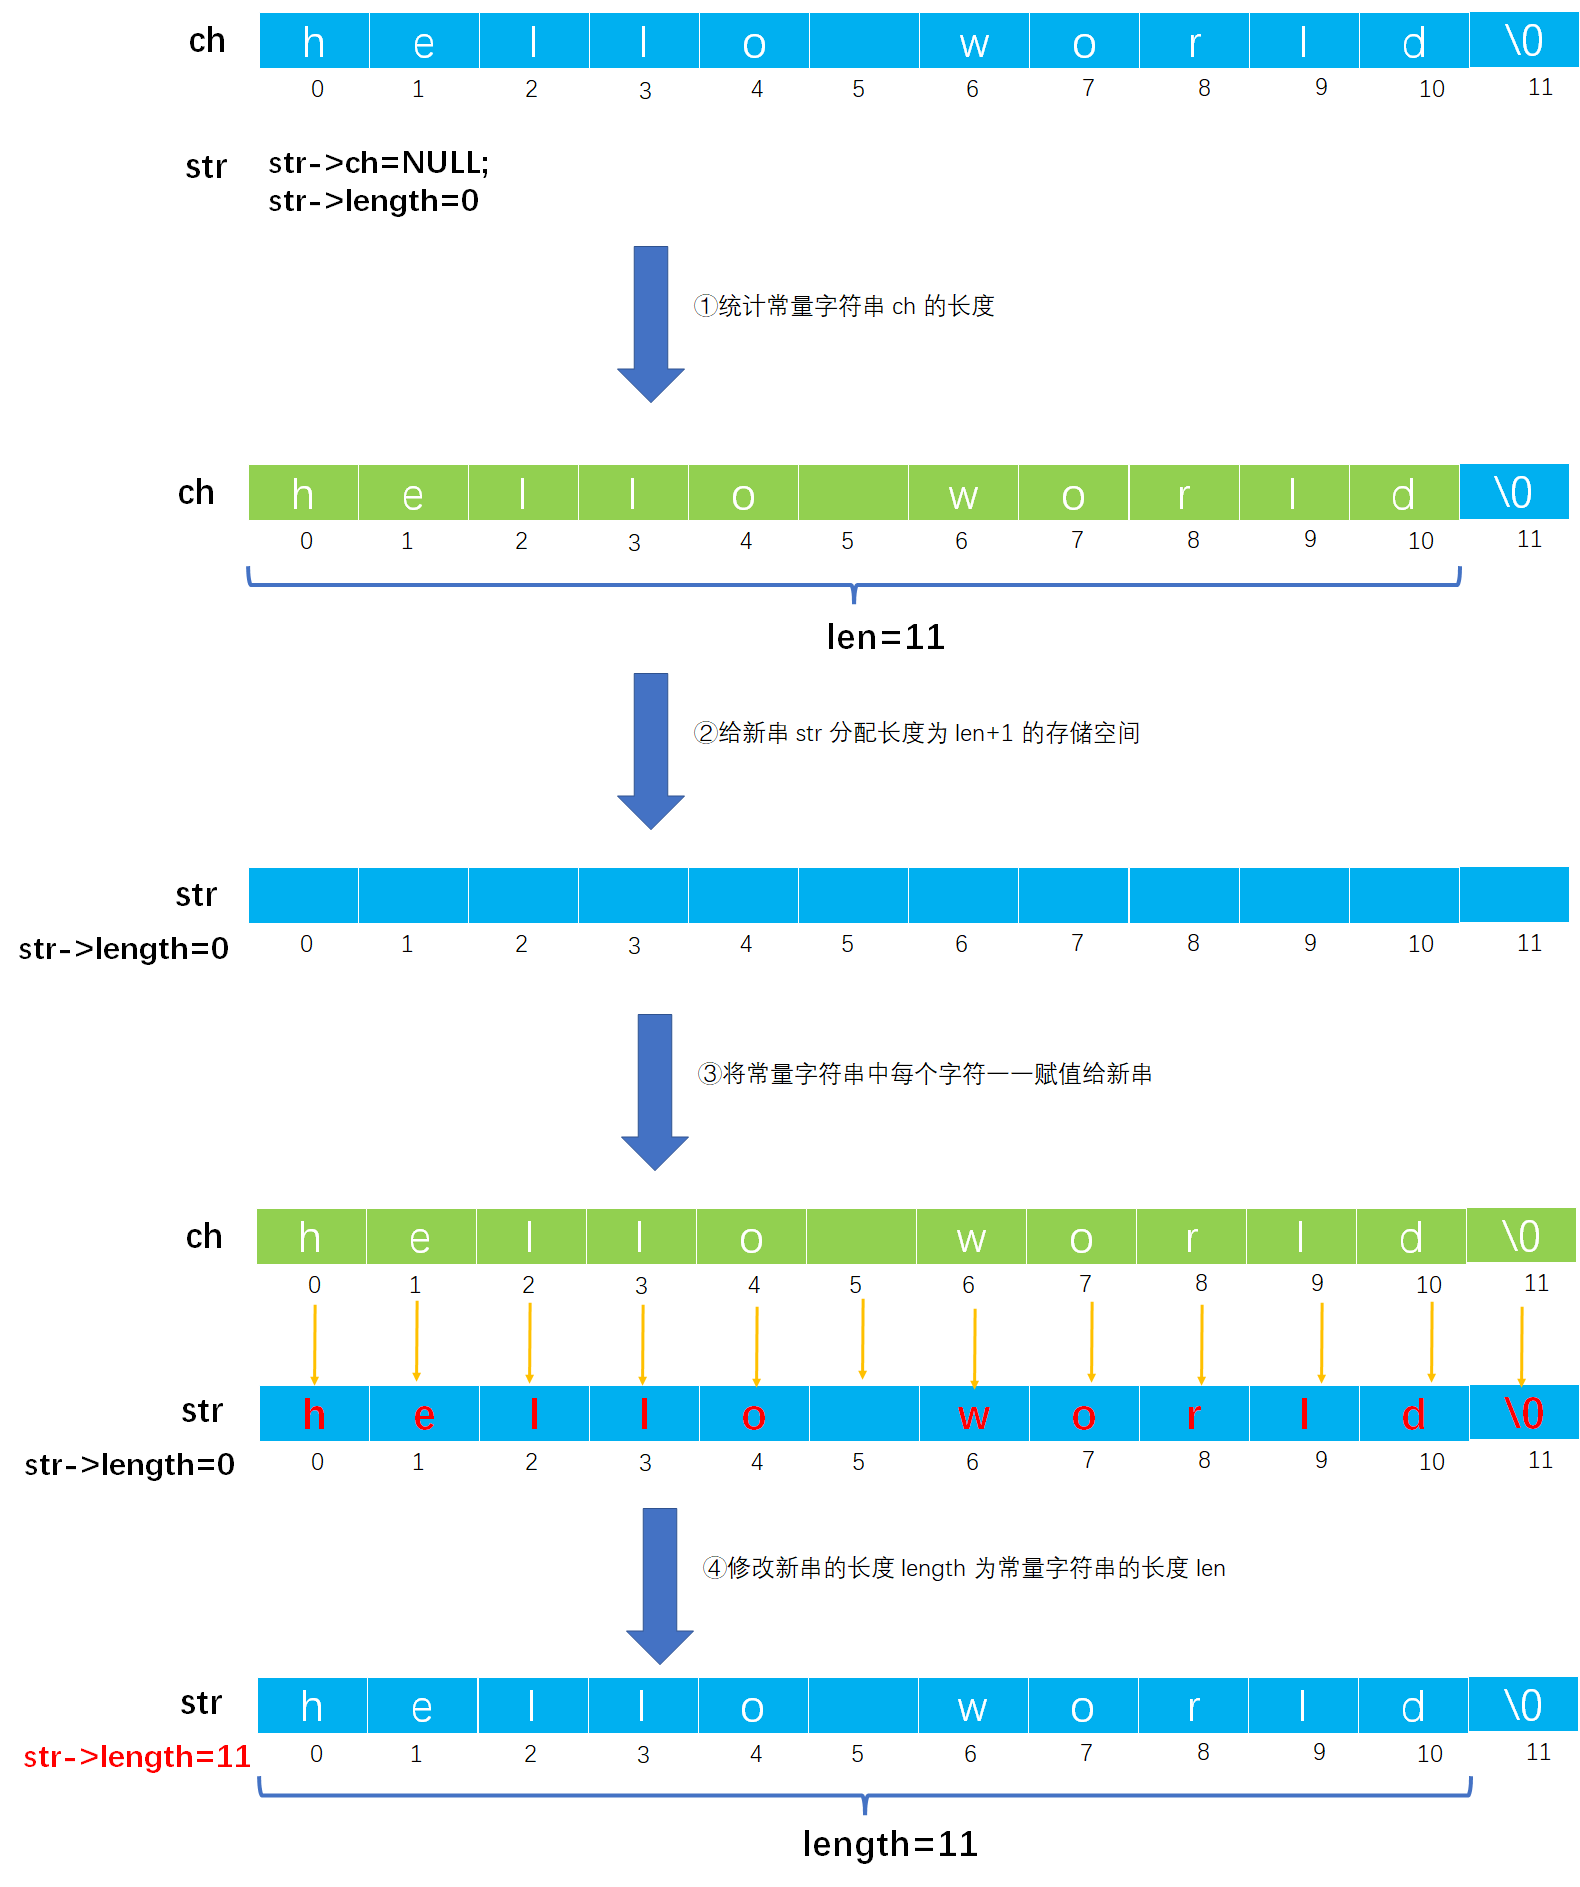 ch h e l l o w o r l d \0
0 1 2 3 4 5 6 7 8 9 10 11
str str->ch=NULL;
str->length=0
①统计常量字符串 ch 的长度
ch h e l l o w o r l d \0
0 1 2 3 4 5 6 7 8 9 10 11
len=11
②给新串 str 分配长度为 len+1 的存储空间
str
str->length=0 0 1 2 3 4 5 6 7 8 9 10 11
③将常量字符串中每个字符一一赋值给新串
ch h e l l o w o r l d \0
0 1 2 3 4 5 6 7 8 9 10 11
str h e l l o w o r l d \0
str->length=0 0 1 2 3 4 5 6 7 8 9 10 11
④修改新串的长度 length 为常量字符串的长度 len
str h e l l o w o r l d \0
str->length=11 0 1 2 3 4 5 6 7 8 9 10 11
length=11